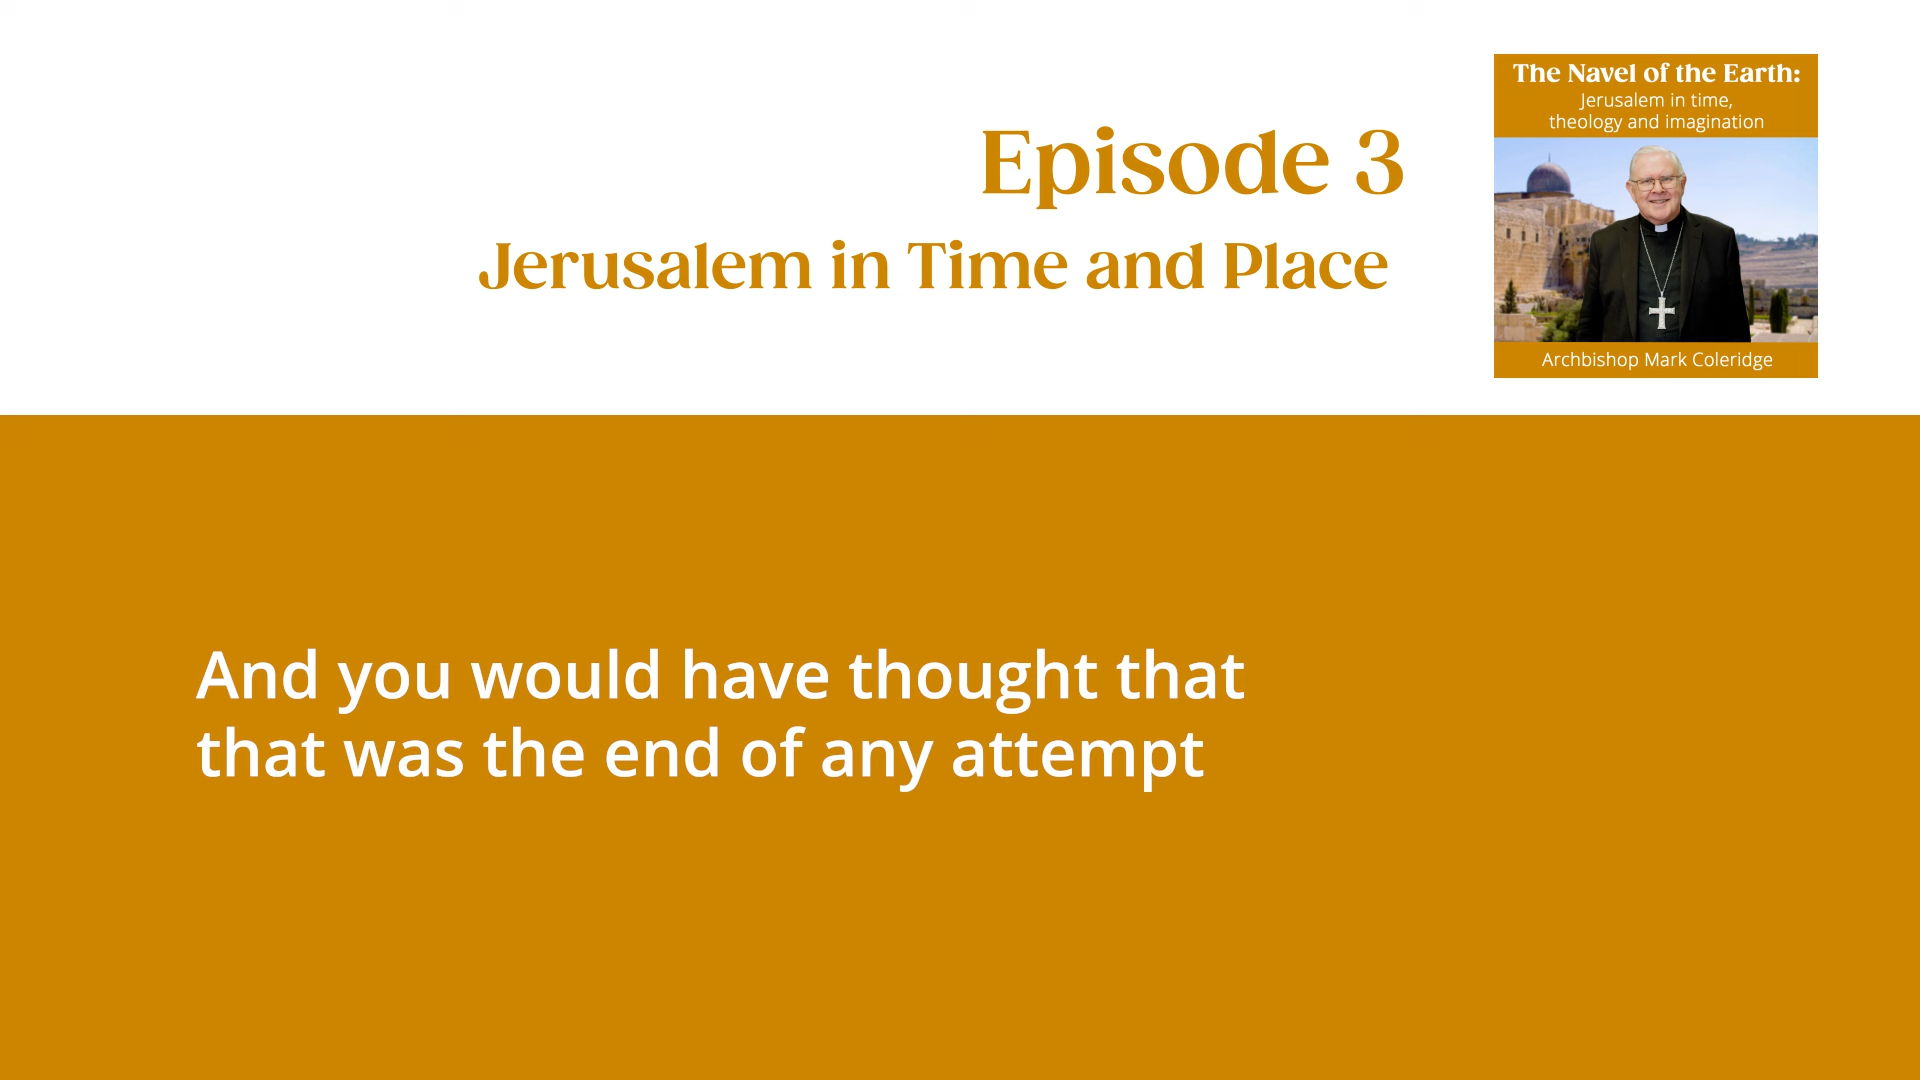 Episode 3
Jerusalem in Time and Place
The Navel of the Earth:
Jerusalem in time,
theology and imagination
Archbishop Mark Coleridge
And you would have thought that
that was the end of any attempt